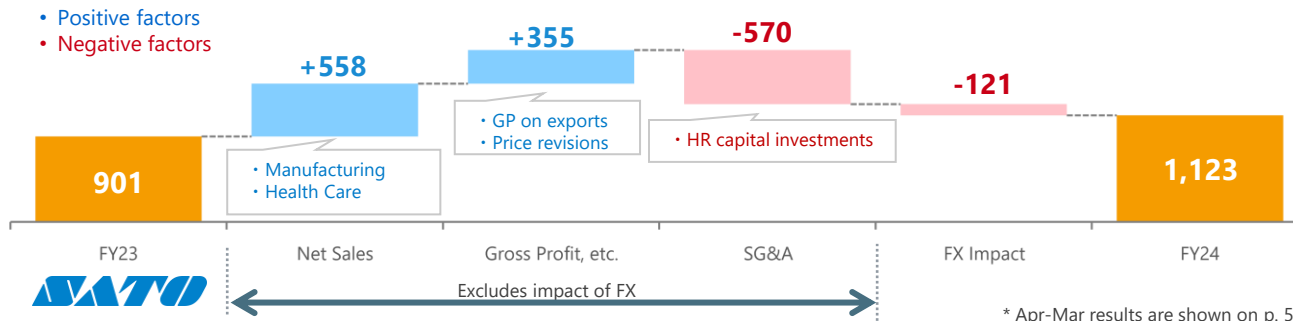 ・ Positive factors
・ Negative factors
+558
+355
-570
-121
・ GP on exports
・ Price revisions
・ HR capital investments
・ Manufacturing
・ Health Care
901
1,123
FY23
Net Sales
Gross Profit, etc.
SG&A
FX Impact
FY24
SATO
Excludes impact of FX
* Apr-Mar results are shown on p. 5